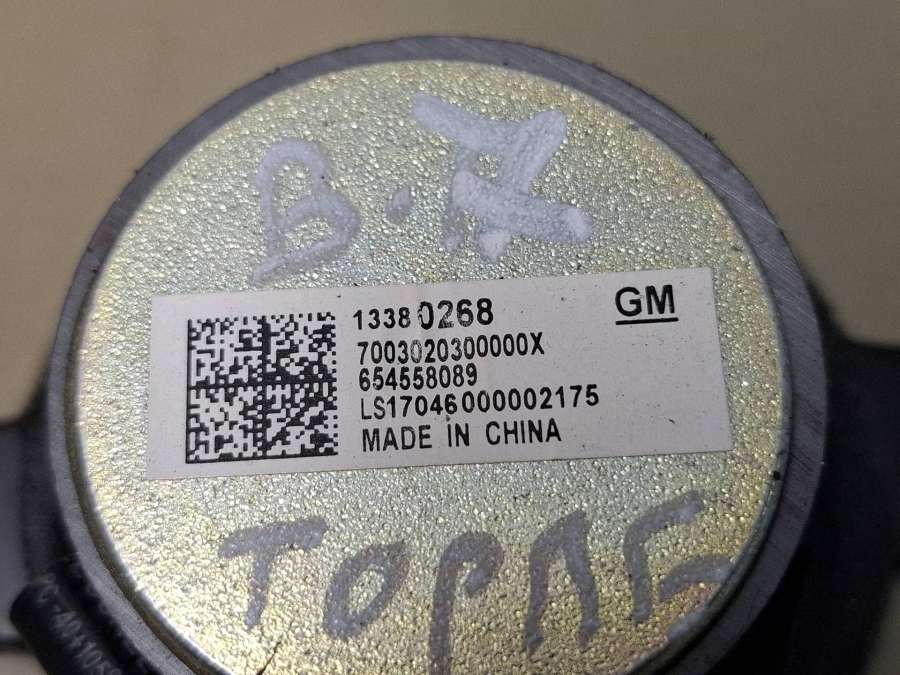 13380268 GM
7003020300000X
654558089
LS17046000002175
MADE IN CHINA